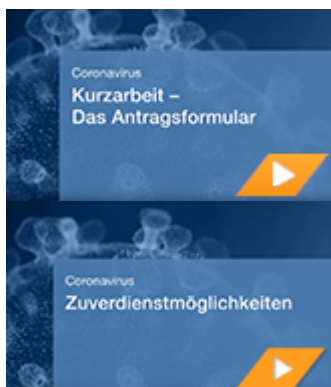 Coronavirus
Kurzarbeit –
Das Antragsformular
Coronavirus
Zuverdienstmöglichkeiten